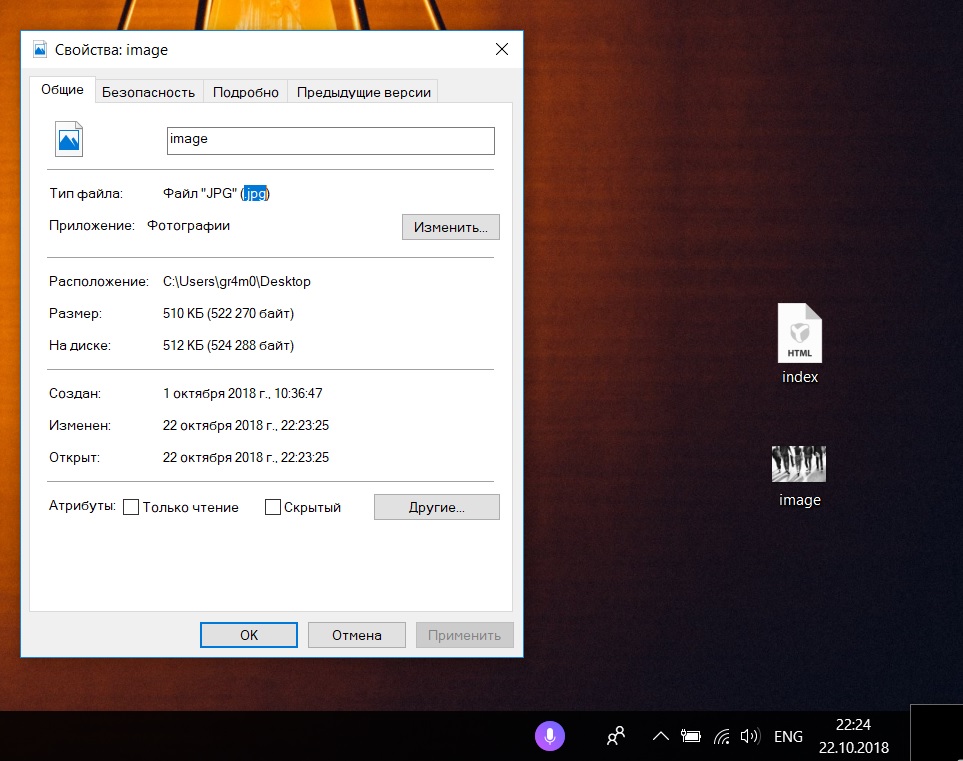 Свойства: image
Общие
Безопасность
Подробно
Предыдущие версии
image
Тип файла: Файл "JPG" (.jpg)
Приложение: Фотографии
Изменить...
Расположение: C:\Users\gr4m0\Desktop
Размер: 510 КБ (522 270 байт)
На диске: 512 КБ (524 288 байт)
Создан: 1 октября 2018 г., 10:36:47
Изменен: 22 октября 2018 г., 22:23:25
Открыт: 22 октября 2018 г., 22:23:25
Атрибуты: Только чтение Скрытый Другие...
OK Отмена Применить
HTML
index
image
ENG
22:24
22.10.2018